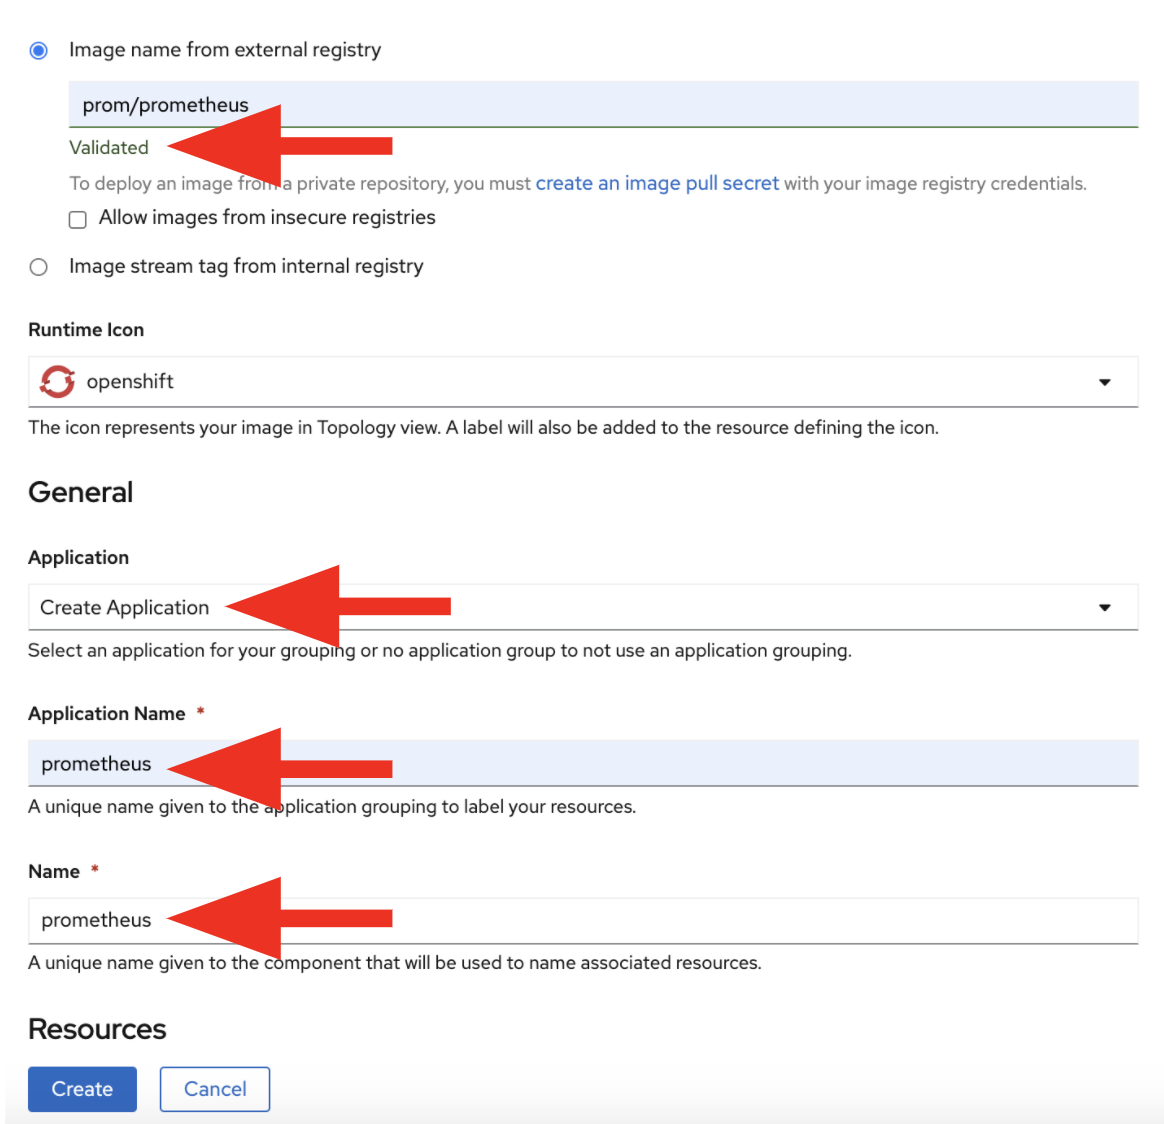 Image name from external registry
prom/prometheus
Validated
To deploy an image from a private repository, you must create an image pull secret with your image registry credentials.
Allow images from insecure registries
Image stream tag from internal registry
Runtime Icon
openshift
The icon represents your image in Topology view. A label will also be added to the resource defining the icon.
General
Application
Create Application
Select an application for your grouping or no application group to not use an application grouping.
Application Name *
prometheus
A unique name given to the application grouping to label your resources.
Name *
prometheus
A unique name given to the component that will be used to name associated resources.
Resources
Create Cancel